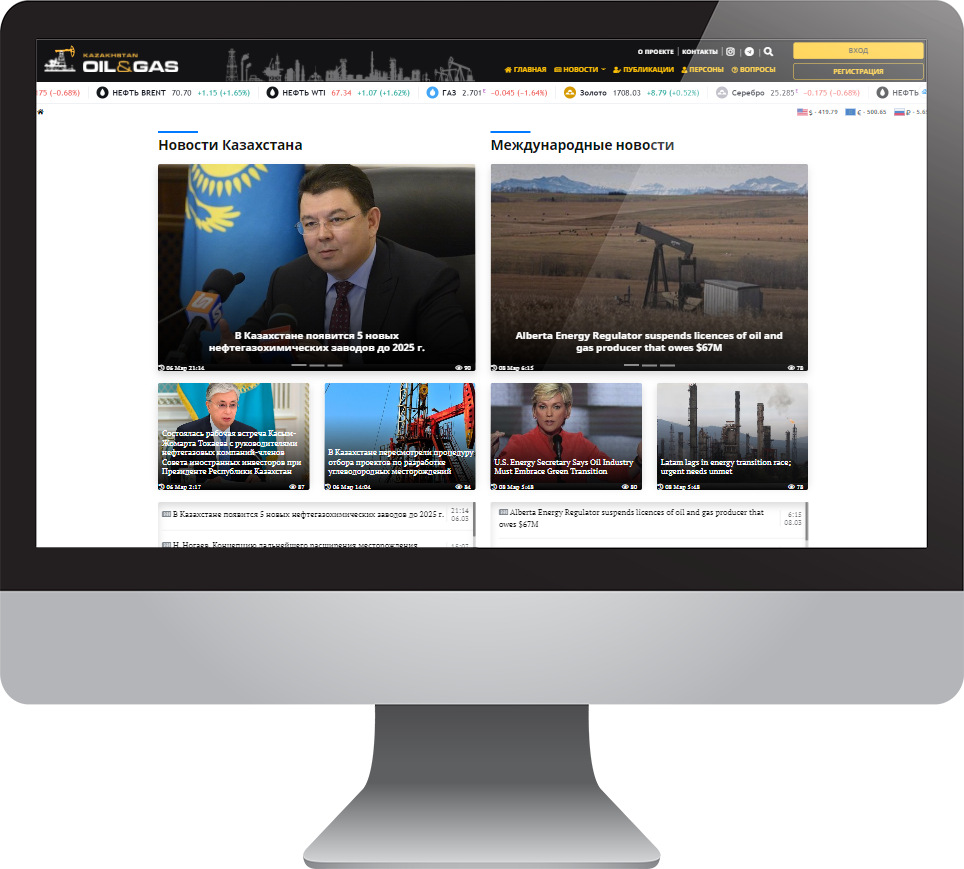 KAZAKHSTAN
OIL&GAS
О ПРОЕКТЕ | КОНТАКТЫ
ГЛАВНАЯ НОВОСТИ ПУБЛИКАЦИИ ПЕРСОНЫ ВОПРОСЫ
ВХОД
РЕГИСТРАЦИЯ
175 (−0.68%) НЕФТЬ BRENT 70.70 +1.15 (+1.65%) НЕФТЬ WTI 67.34 +1.07 (+1.62%) ГАЗ 2.701 −0.045 (−1.64%) Золото 1708.03 +8.79 (+0.52%) Серебро 25.285 −0.175 (−0.68%) НЕФТЬ
$ - 419.79 € - 500.65 ₽ - 5.6
Новости Казахстана
Международные новости
В Казахстане появится 5 новых
нефтегазохимических заводов до 2025 г.
06 Мар 21:14 90
Alberta Energy Regulator suspends licences of oil and
gas producer that owes $67M
08 Мар 6:15 78
Состоялась рабочая встреча Касым-
Жомарта Токаева с руководителями
нефтегазовых компаний-членов
Совета иностранных инвесторов при
Президенте Республики Казахстан
06 Мар 2:17 87
В Казахстане пересмотрели процедуру
отбора проектов по разработке
углеводородных месторождений
06 Мар 14:04 84
U.S. Energy Secretary Says Oil Industry
Must Embrace Green Transition
08 Мар 5:48 80
Latam lags in energy transition race;
urgent needs unmet
08 Мар 5:48 78
В Казахстане появится 5 новых нефтегазохимических заводов до 2025 г. 21:14
06.03
Н. Ногаев. Концепцию дальнейшего расширения месторождения
Alberta Energy Regulator suspends licences of oil and gas producer that
owes $67M
6:15
08.03